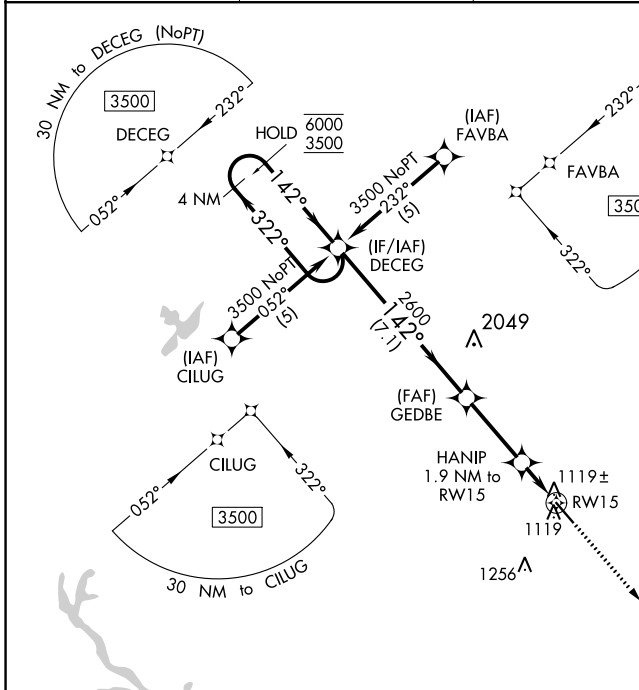 30 NM to DECEG (NoPT)
3500
232°
DECEG
052°
HOLD
6000
3500
4 NM
142°
322°
(IAF)
FAVBA
3500 NoPT
232°
(5)
(IF/IAF)
DECEG
3500 NoPT
052°
(5)
(IAF)
CILUG
232°
FAVBA
350
322°
2600
142°
(7.1)
2049
(FAF)
GEDBE
HANIP
1.9 NM to
RW15
1119±
RW15
1119
1256
CILUG
052°
322°
3500
30 NM to CILUG